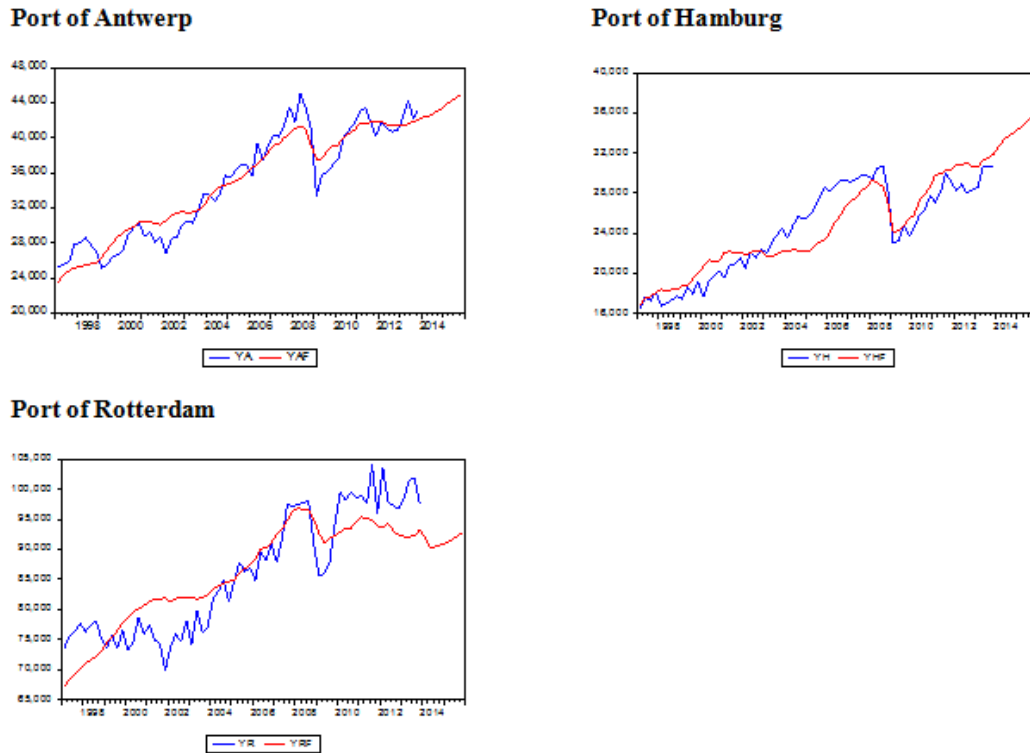 Port of Antwerp
48,000
44,000
40,000
36,000
32,000
28,000
24,000
20,000
1998 2000 2002 2004 2006 2008 2010 2012 2014
YA YAF
Port of Hamburg
40,000
36,000
32,000
28,000
24,000
20,000
16,000
1998 2000 2002 2004 2006 2008 2010 2012 2014
YH YHF
Port of Rotterdam
105,000
100,000
95,000
90,000
85,000
80,000
75,000
70,000
65,000
1998 2000 2002 2004 2006 2008 2010 2012 2014
YR YRF